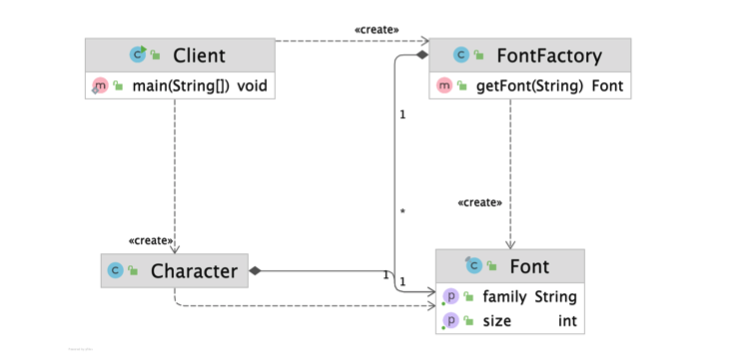 «create»
Client
FontFactory
main(String[]) void
getFont(String) Font
1
*
«create»
«create»
Character
1
1
Font
family String
size int